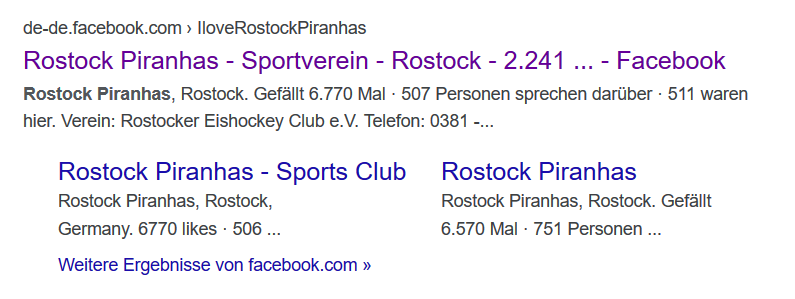 de-de.facebook.com › IloveRostockPiranhas
Rostock Piranhas - Sportverein - Rostock - 2.241 ... - Facebook
Rostock Piranhas, Rostock. Gefällt 6.770 Mal · 507 Personen sprechen darüber · 511 waren
hier. Verein: Rostocker Eishockey Club e.V. Telefon: 0381 -...
Rostock Piranhas - Sports Club
Rostock Piranhas, Rostock,
Germany. 6770 likes · 506 ...
Rostock Piranhas
Rostock Piranhas, Rostock. Gefällt
6.570 Mal · 751 Personen ...
Weitere Ergebnisse von facebook.com »